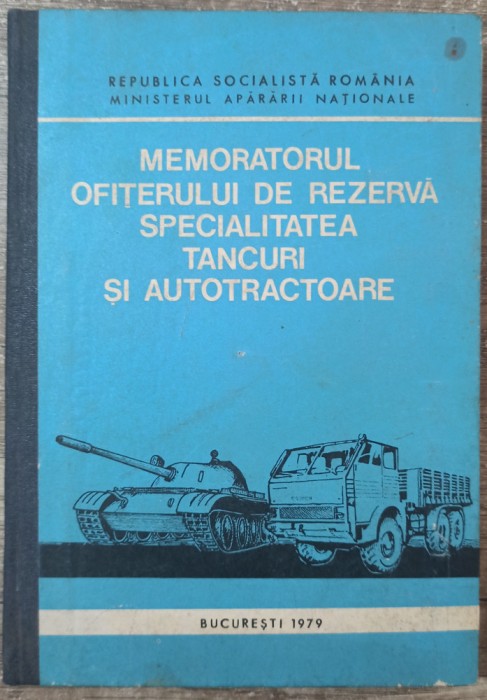 REPUBLICA SOCIALISTĂ ROMÂNIA
MINISTERUL APĂRĂRII NAȚIONALE
MEMORATORUL
OFIȚERULUI DE REZERVĂ
SPECIALITATEA
TANCURI
ȘI AUTOTRACTOARE
BUCUREȘTI 1979